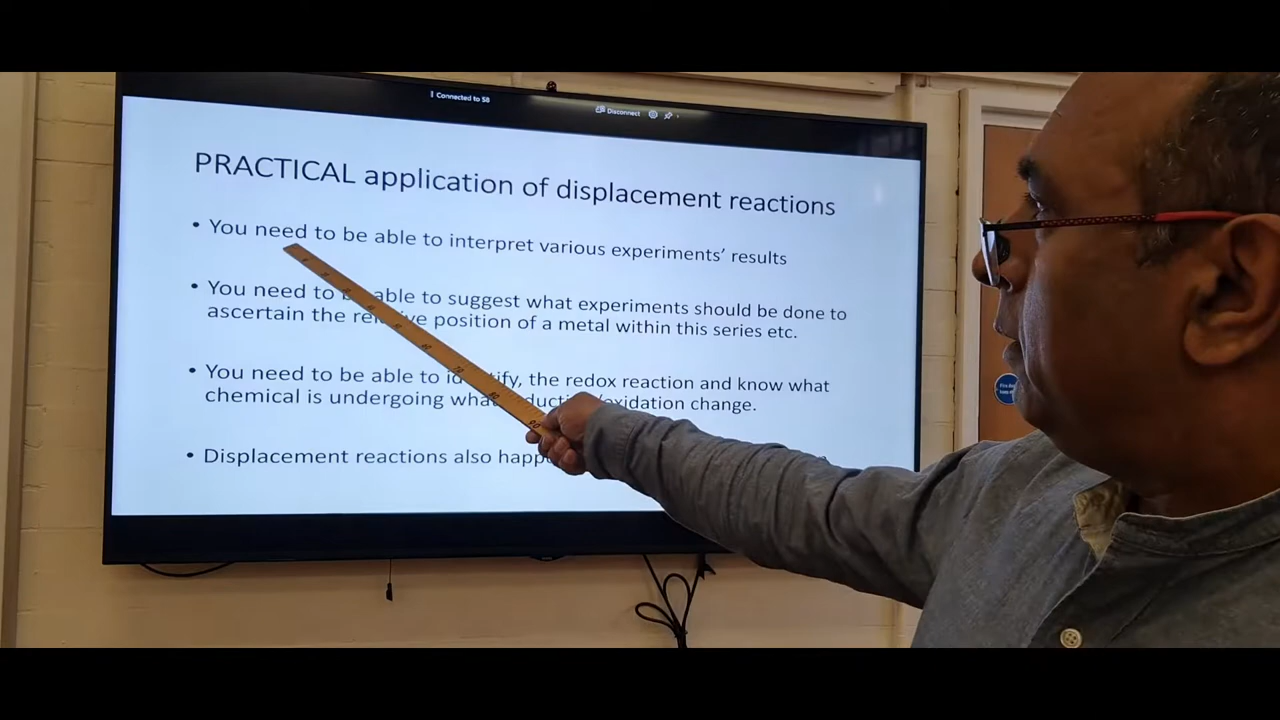 Connected to S8
Disconnect
PRACTICAL application of displacement reactions
• You need to be able to interpret various experiments' results
• You need to able to suggest what experiments should be done to
ascertain the position of a metal within this series etc.
• You need to be able to the redox reaction and know what
chemical is undergoing change.
• Displacement reactions also